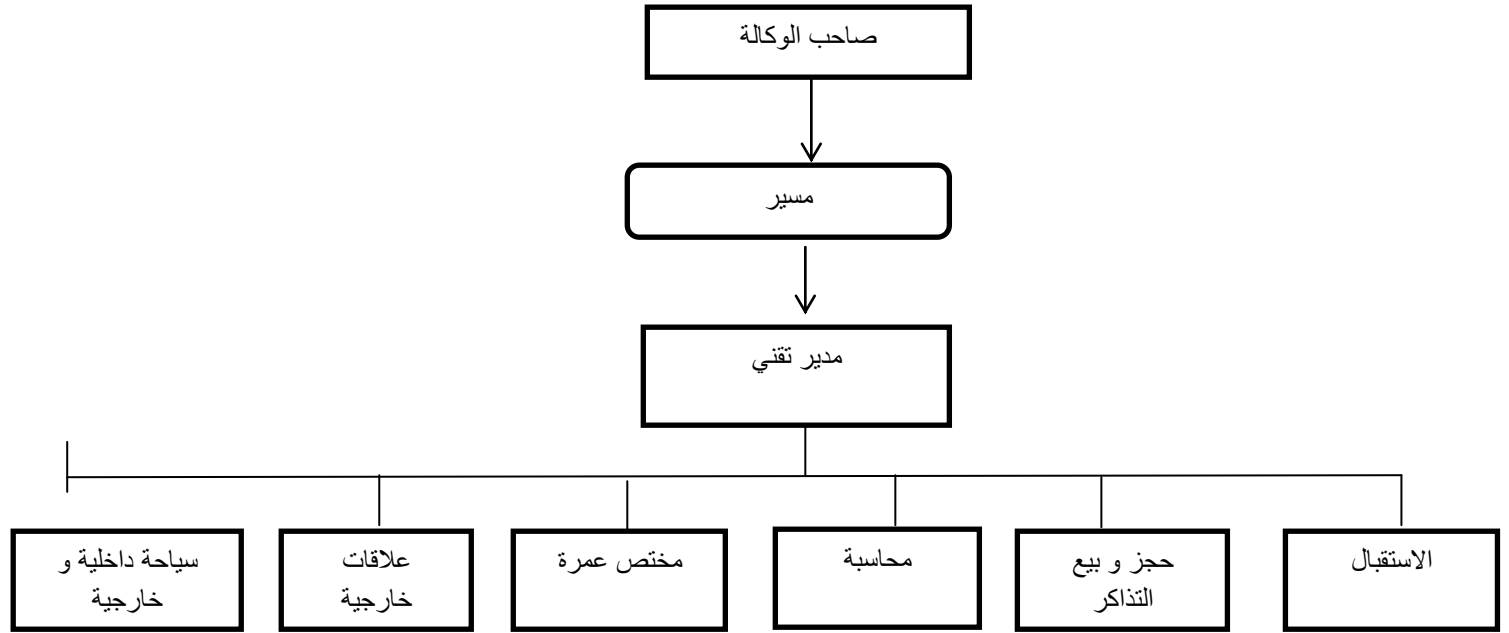 صاحب الوكالة
مسير
مدير تقني
الاستقبال
حجز و بيع
التذاكر
محاسبة
مختص عمرة
علاقات
خارجية
سياحة داخلية و
خارجية